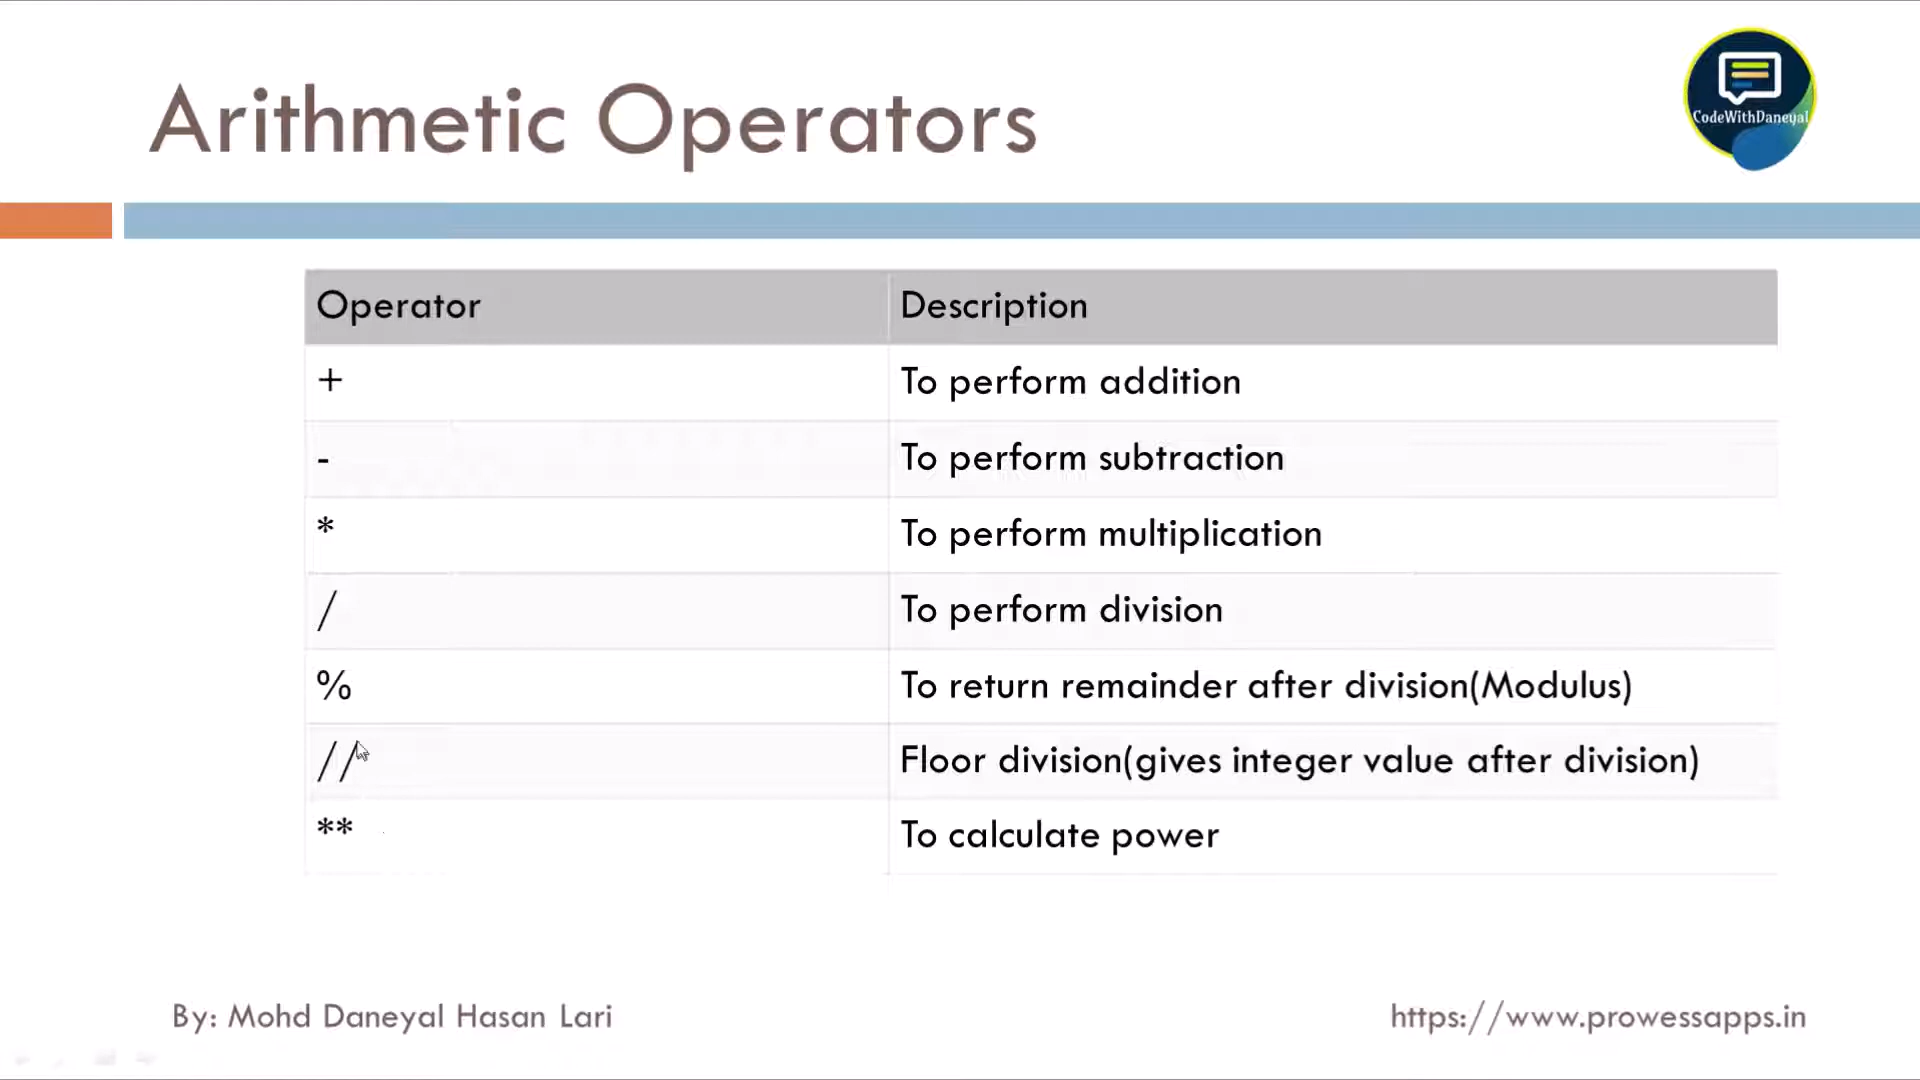 Arithmetic Operators
CodeWithDaneyal
Operator Description
+ To perform addition
- To perform subtraction
* To perform multiplication
/ To perform division
% To return remainder after division(Modulus)
// Floor division(gives integer value after division)
** To calculate power
By: Mohd Daneyal Hasan Lari https://www.prowessapps.in